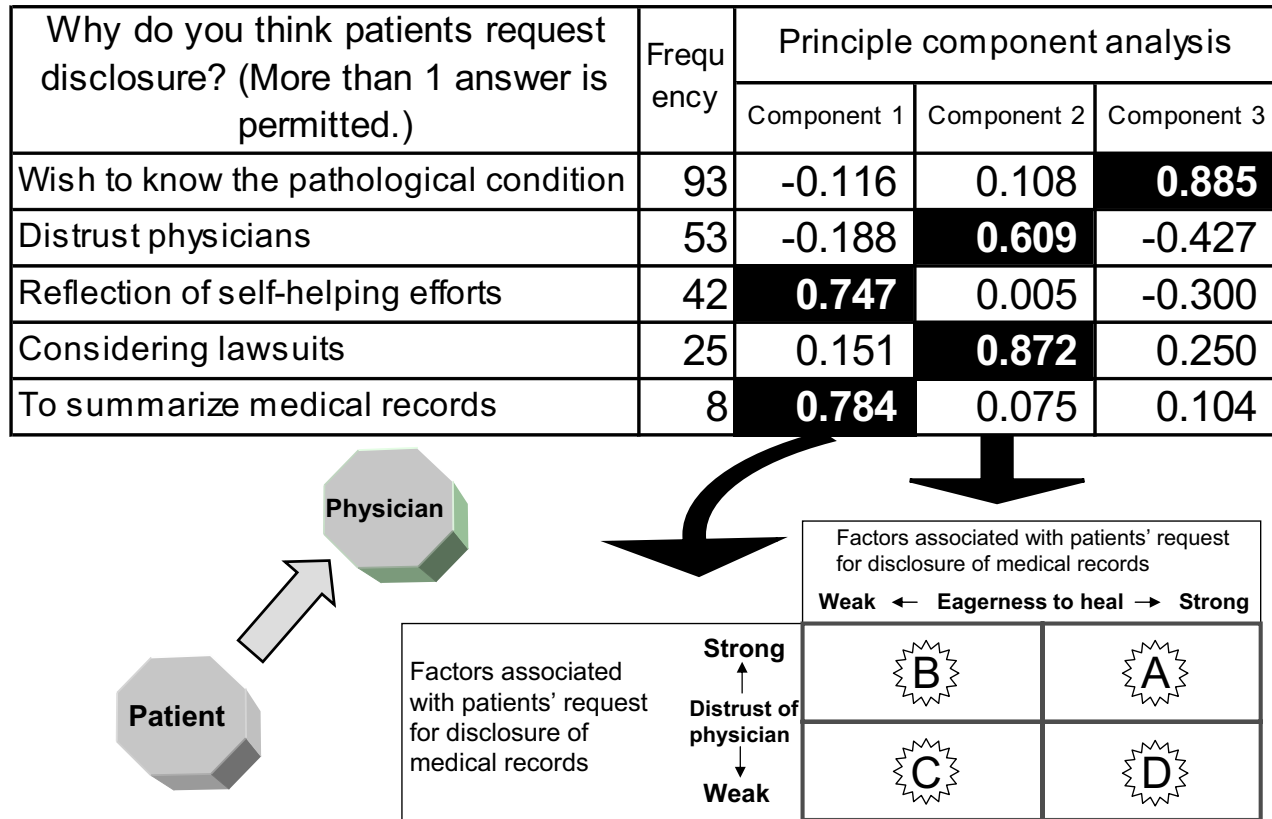 Why do you think patients request
disclosure? (More than 1 answer is
permitted.)
Frequ
ency
Principle component analysis
Component 1 Component 2 Component 3
Wish to know the pathological condition 93 -0.116 0.108 0.885
Distrust physicians 53 -0.188 0.609 -0.427
Reflection of self-helping efforts 42 0.747 0.005 -0.300
Considering lawsuits 25 0.151 0.872 0.250
To summarize medical records 8 0.784 0.075 0.104
Physician
Patient
Factors associated with patients’ request
for disclosure of medical records
Weak ← Eagerness to heal → Strong
Factors associated
with patients’ request
for disclosure of
medical records
Strong
↑
Distrust of
physician
↓
Weak
B A
C D